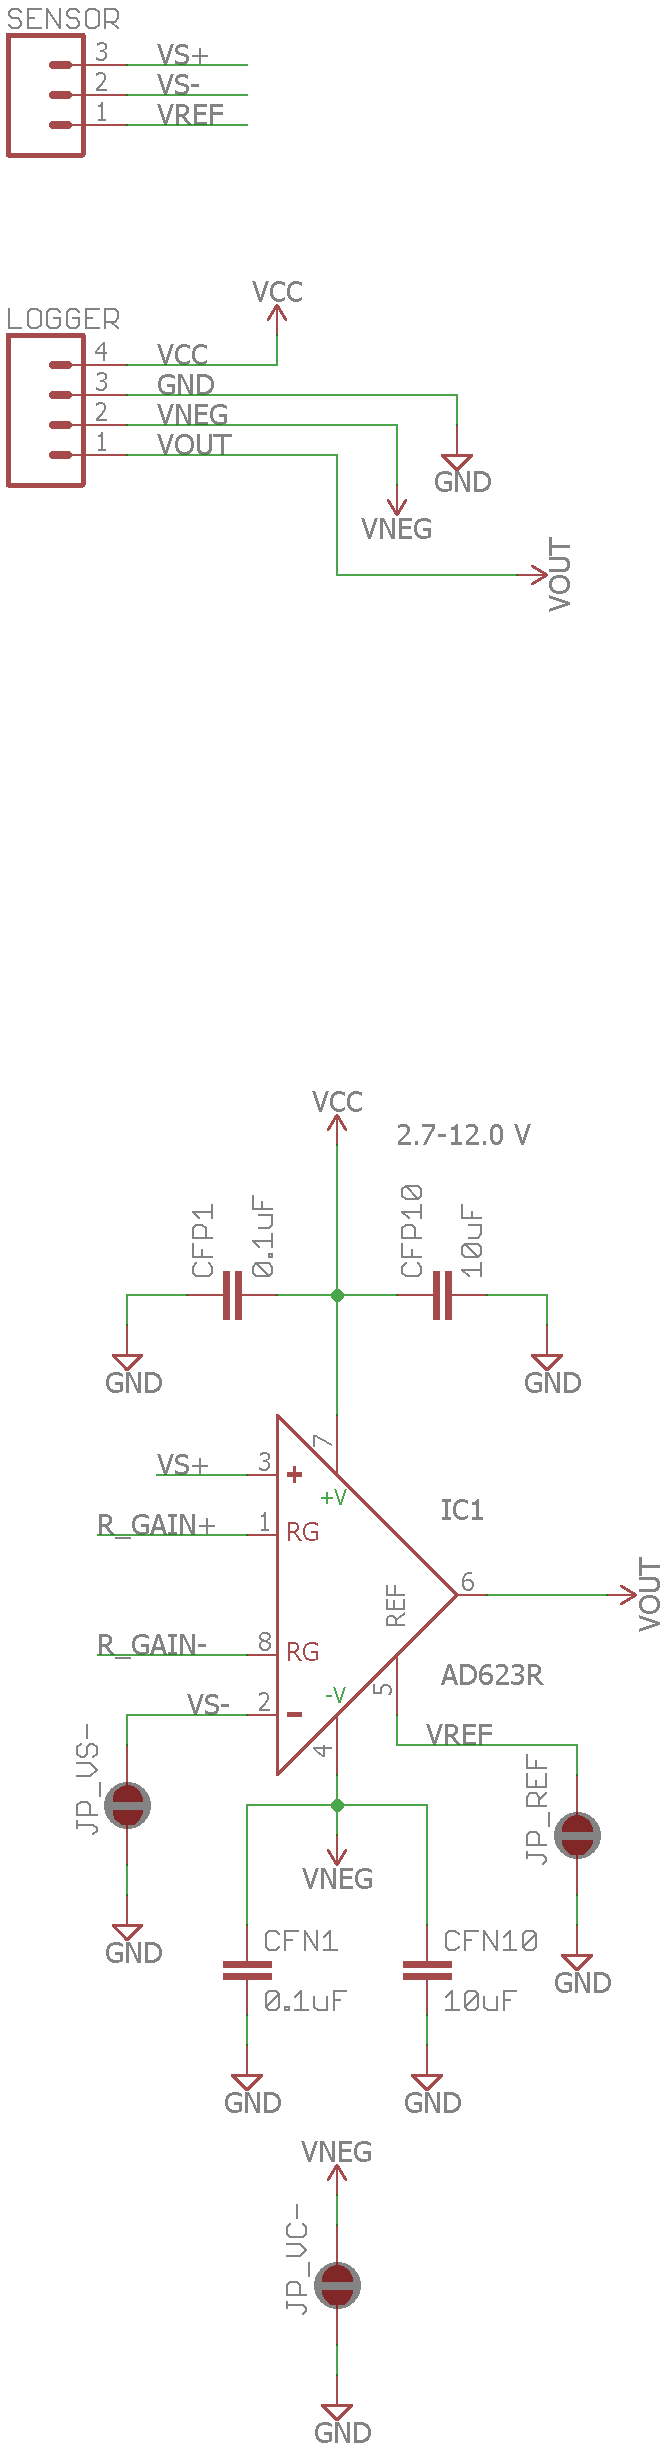 SENSOR
3 VS+
2 VS-
1 VREF
VCC
LOGGER
4 VCC
3 GND
2 VNEG
1 VOUT
GND
VNEG
VOUT
VCC
2.7-12.0 V
CFP1
0.1uF
CFP10
10uF
GND
GND
7
VS+ 3
+
+V
IC1
R_GAIN+ 1 RG
6
VOUT
REF
R_GAIN- 8 RG
AD623R
5
-V
VS- 2
-
4
VREF
JP_VS-
JP_REF
VNEG
GND
CFN1
CFN10
GND
0.1uF
10uF
GND
GND
VNEG
JP_VC-
GND